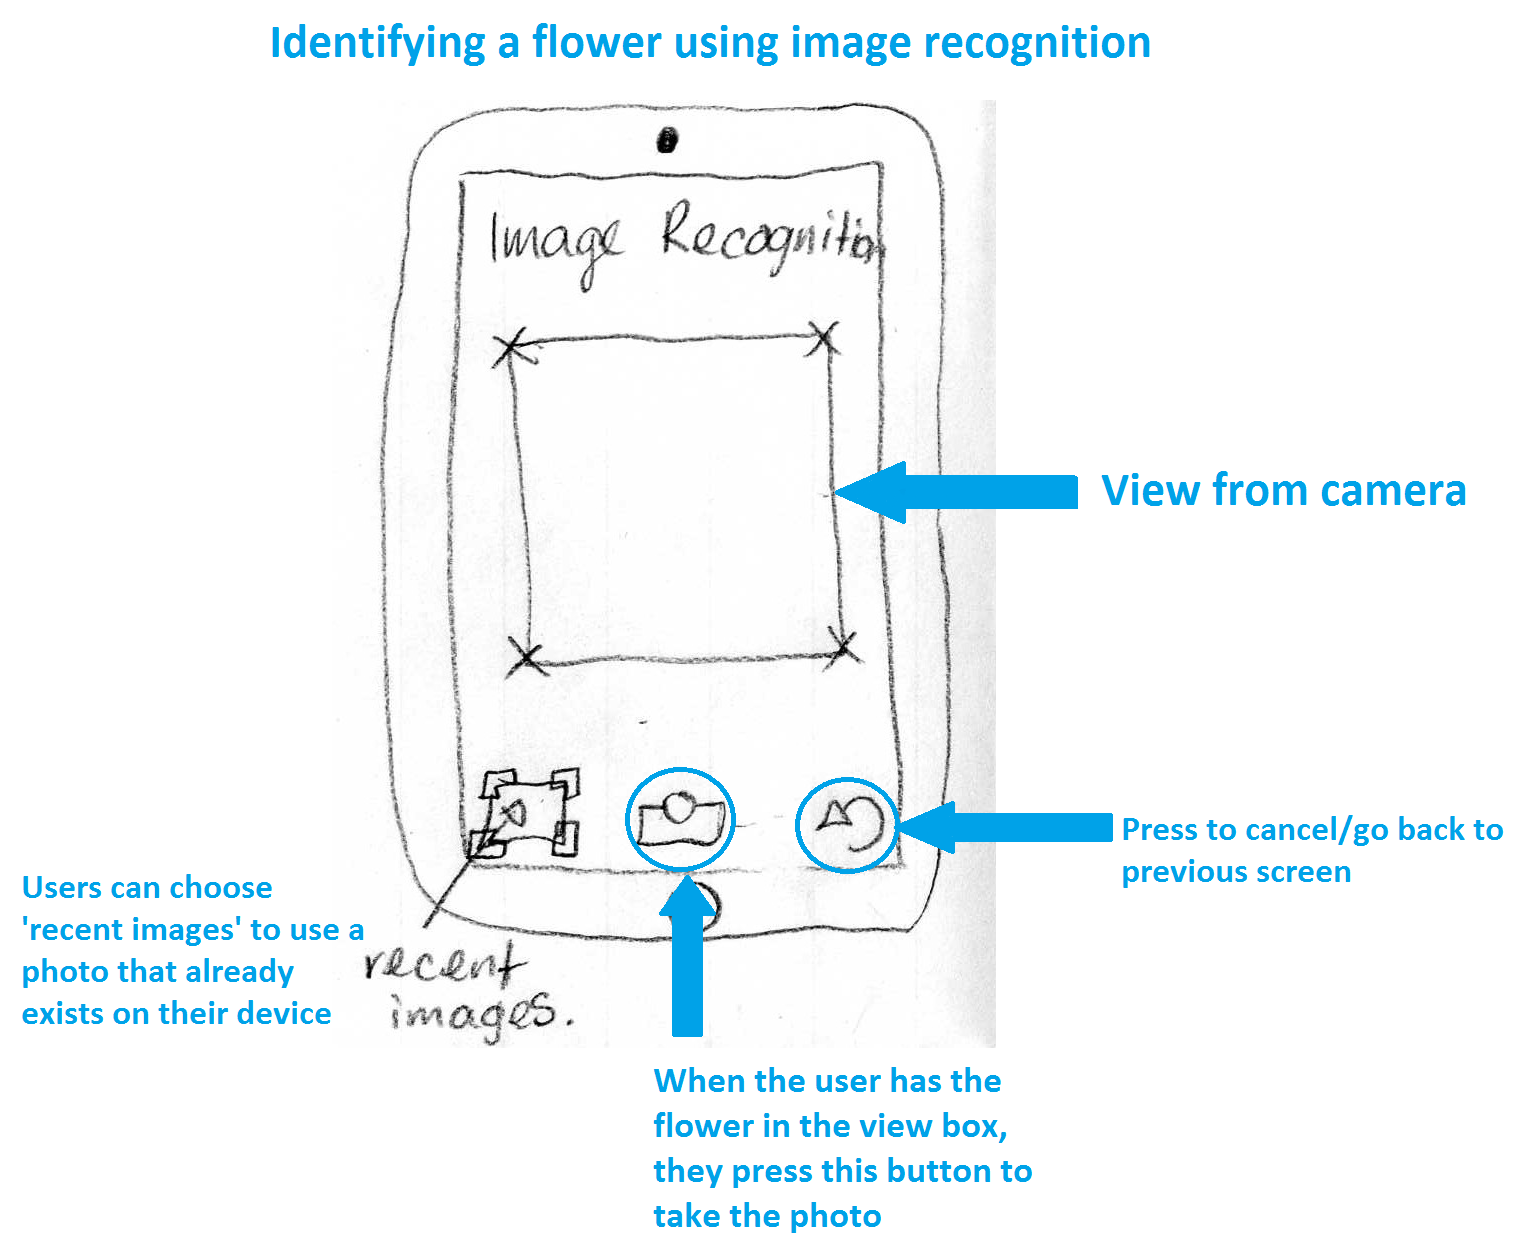 Identifying a flower using image recognition
Image Recognition
View from camera
Press to cancel/go back to
previous screen
Users can choose
'recent images' to use a
photo that already
exists on their device
recent
images.
When the user has the
flower in the view box,
they press this button to
take the photo